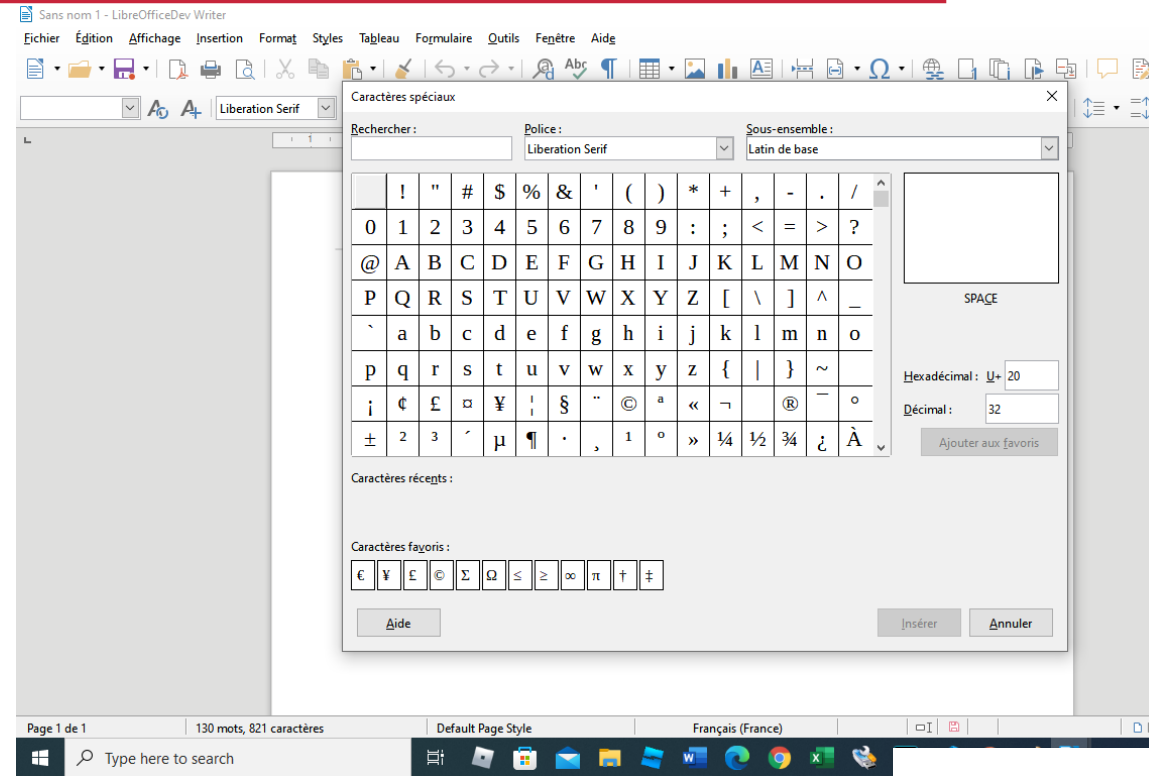 Sans nom 1 - LibreOfficeDev Writer
Fichier Édition Affichage Insertion Format Styles Tableau Formulaire Outils Fenêtre Aide
Liberation Serif
Caractères spéciaux
Rechercher : Police : Sous-ensemble :
Liberation Serif Latin de base
! " # $ % & ' ( ) * + , - . /
0 1 2 3 4 5 6 7 8 9 : ; < = > ?
@ A B C D E F G H I J K L M N O
P Q R S T U V W X Y Z [ \ ] ^ _
SPACE
` a b c d e f g h i j k l m n o
p q r s t u v w x y z { | } ~
Hexadécimal : U+ 20
¡ ¢ £ ¤ ¥ ¦ § ¨ © ª « ¬ ® ¯ °
Décimal : 32
± ² ³ ´ µ ¶ · ¸ ¹ º » ¼ ½ ¾ ¿ À
Ajouter aux favoris
Caractères récents :
Caractères favoris :
€ ¥ £ © Σ Ω ≤ ≥ ∞ π † ‡
Aide Insérer Annuler
Page 1 de 1 130 mots, 821 caractères Default Page Style Français (France)
Type here to search